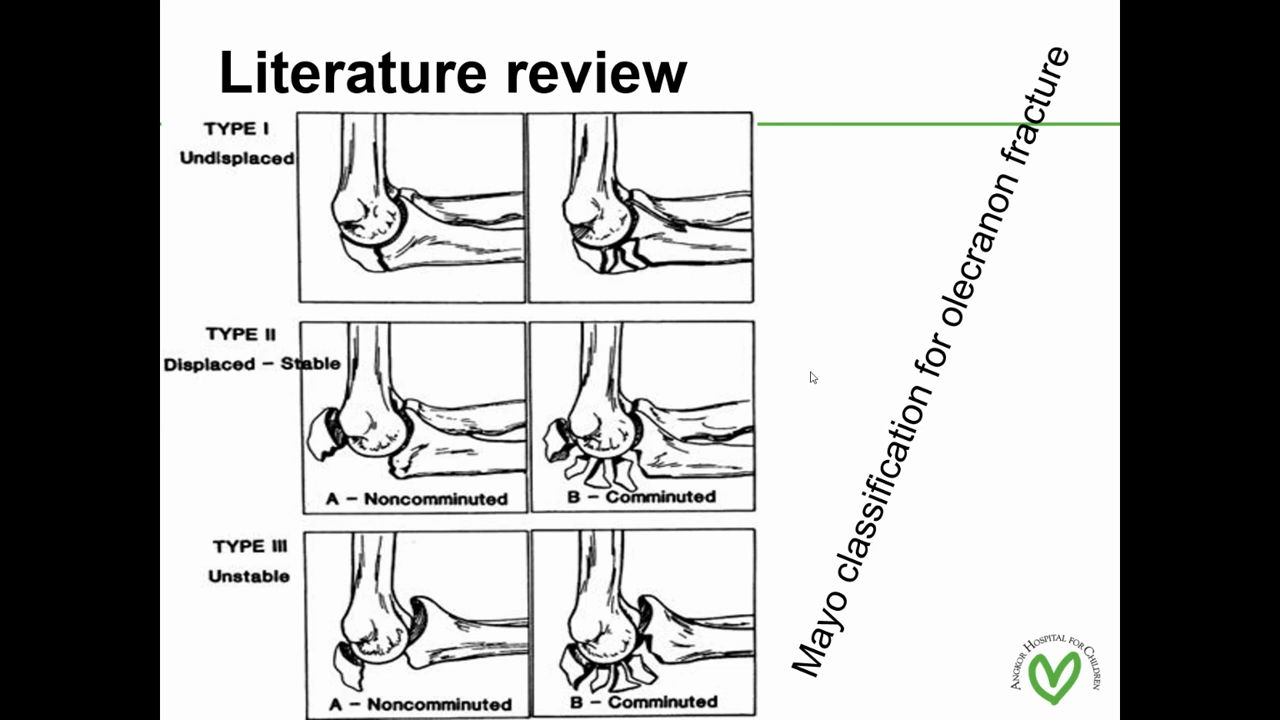 Literature review
TYPE I
Undisplaced
TYPE II
Displaced – Stable
A – Noncomminuted
B – Comminuted
TYPE III
Unstable
A – Noncomminuted
B – Comminuted
Mayo classification for olecranon fracture
ANGKOR HOSPITAL FOR CHILDREN